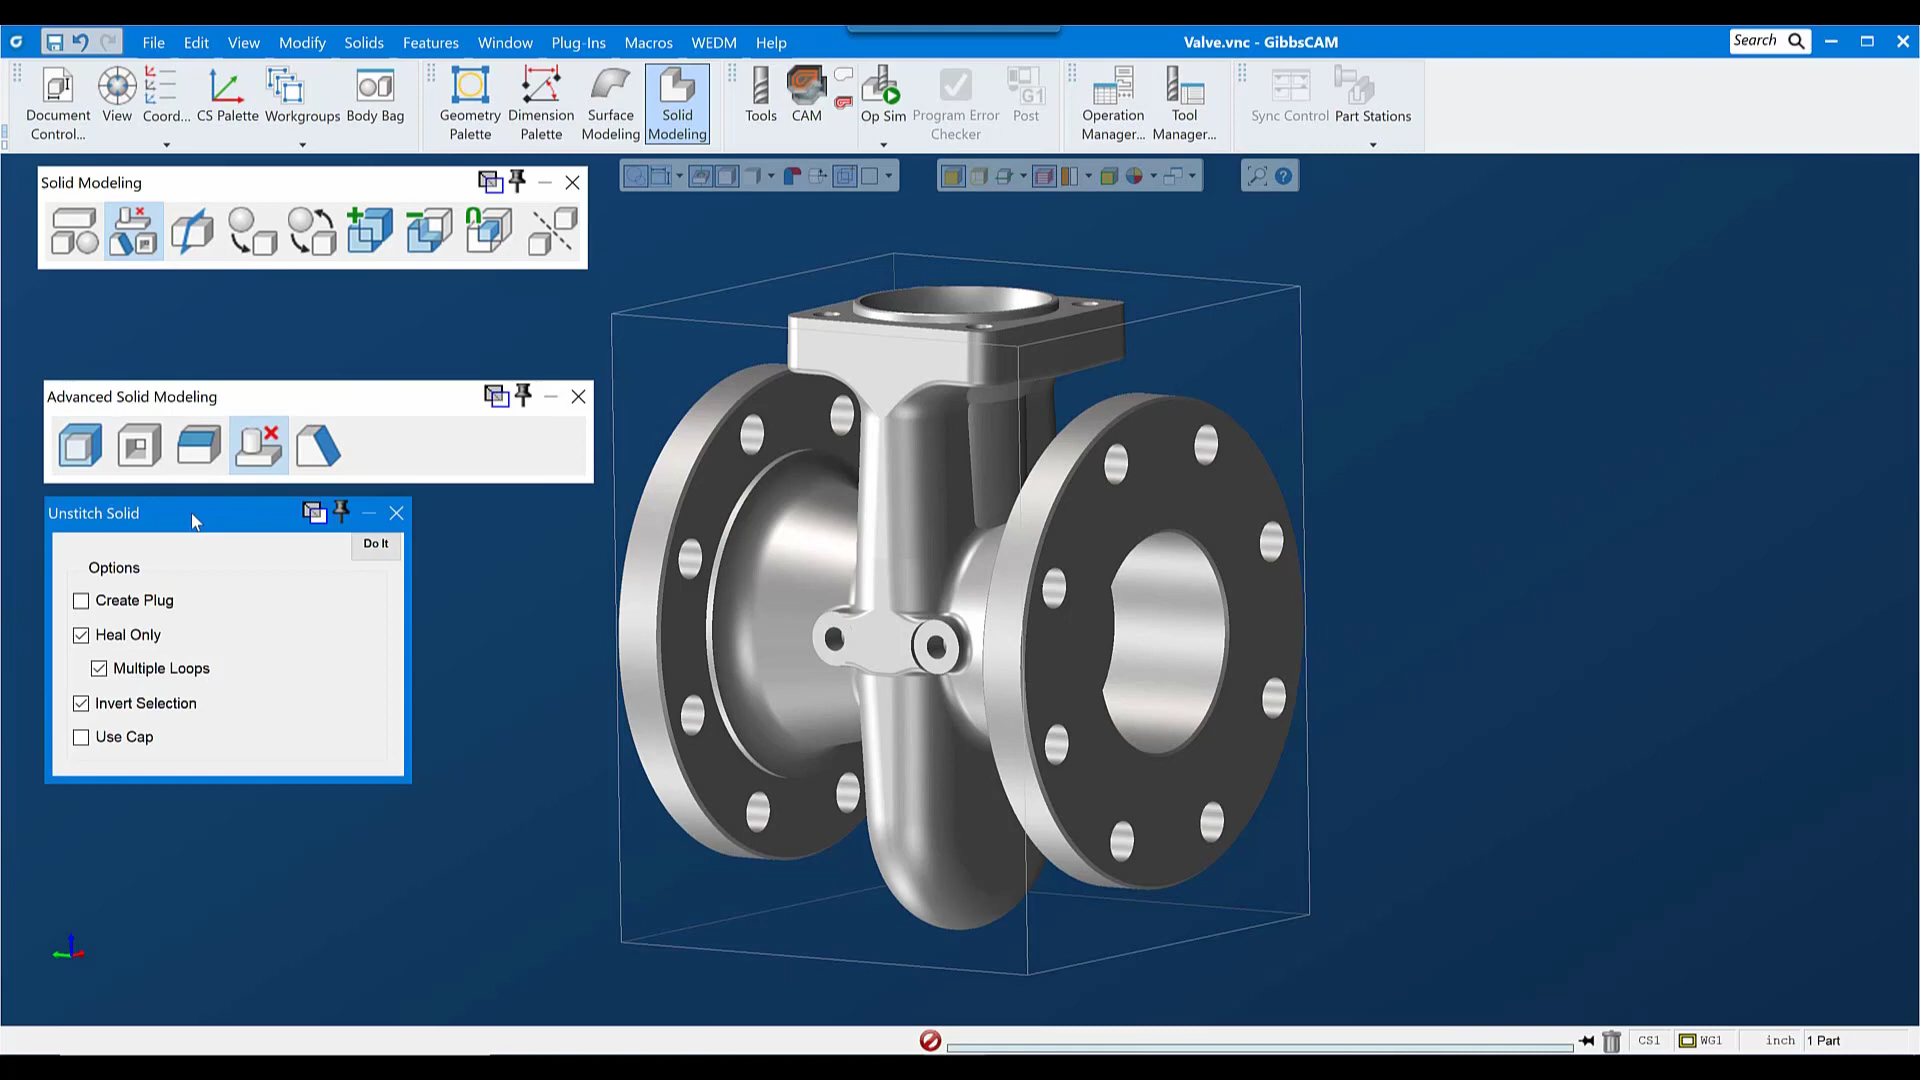 File Edit View Modify Solids Features Window Plug-Ins Macros WEDM Help
Valve.vnc - GibbsCAM
Search
Document Control...
View
Coord...
CS Palette
Workgroups
Body Bag
Geometry Palette
Dimension Palette
Surface Modeling
Solid Modeling
Tools
CAM
Op Sim
Program Error Checker
G1
Post
Operation Manager...
Tool Manager...
Sync Control
Part Stations
Solid Modeling
Advanced Solid Modeling
Unstitch Solid
Do It
Options
Create Plug
Heal Only
Multiple Loops
Invert Selection
Use Cap
CS1
WG1
inch
1 Part